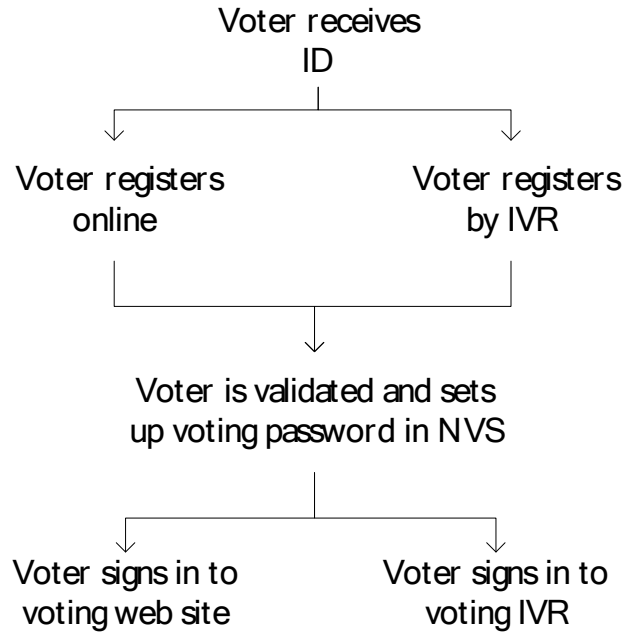 Voter receives
ID
Voter registers
online
Voter registers
by IVR
Voter is validated and sets
up voting password in NVS
Voter signs in to
voting web site
Voter signs in to
voting IVR